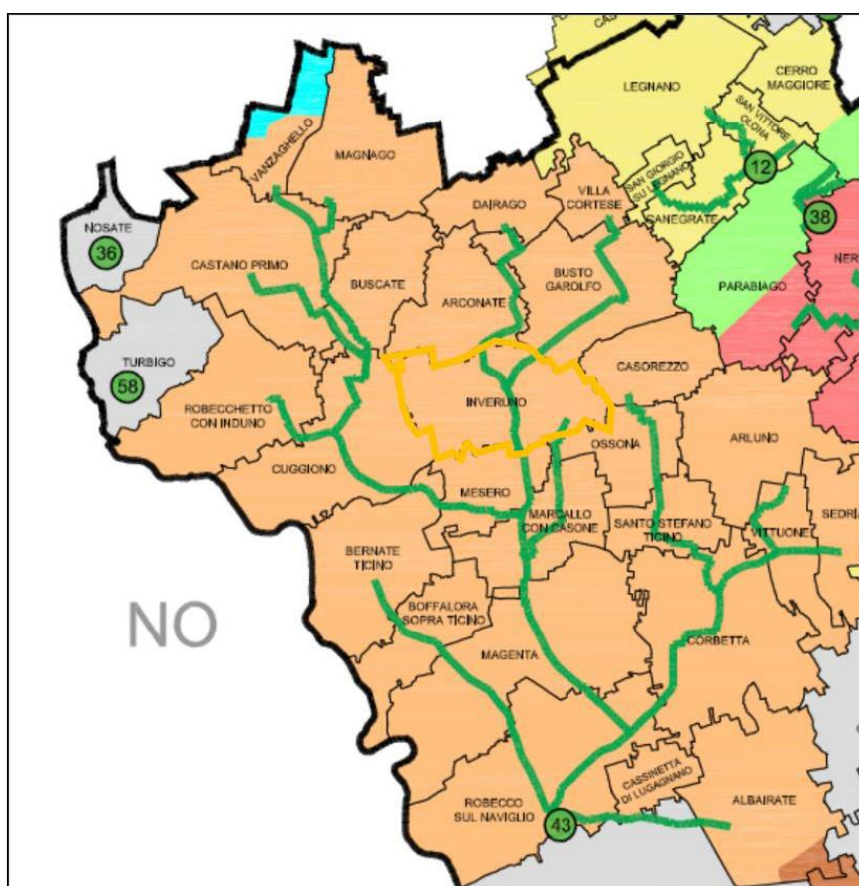 LEGNANO
CERRO
MAGGIORE
SAN VITTORE
OLONA
12
SAN GIORGIO
SU LEGNANO
CANEGRATE
VANZAGHELLO
MAGNAGO
DAIRAGO
VILLA
CORTESE
38
NOSATE
36
CASTANO PRIMO
BUSCATE
ARCONATE
BUSTO
GAROLFO
PARABIAGO
NER
TURBIGO
58
ROBECCHETTO
CON INDUNO
INVERUNO
CASOREZZO
OSSONA
ARLUNO
CUGGIONO
MESERO
MARCALLO
CON CASONE
SANTO STEFANO
TICINO
VITTUONE
SEDRIA
BERNATE
TICINO
BOFFALORA
SOPRA TICINO
NO
MAGENTA
CORBETTA
CASSINETTA
DI LUGAGNANO
ROBECCO
SUL NAVIGLIO
43
ALBAIRATE